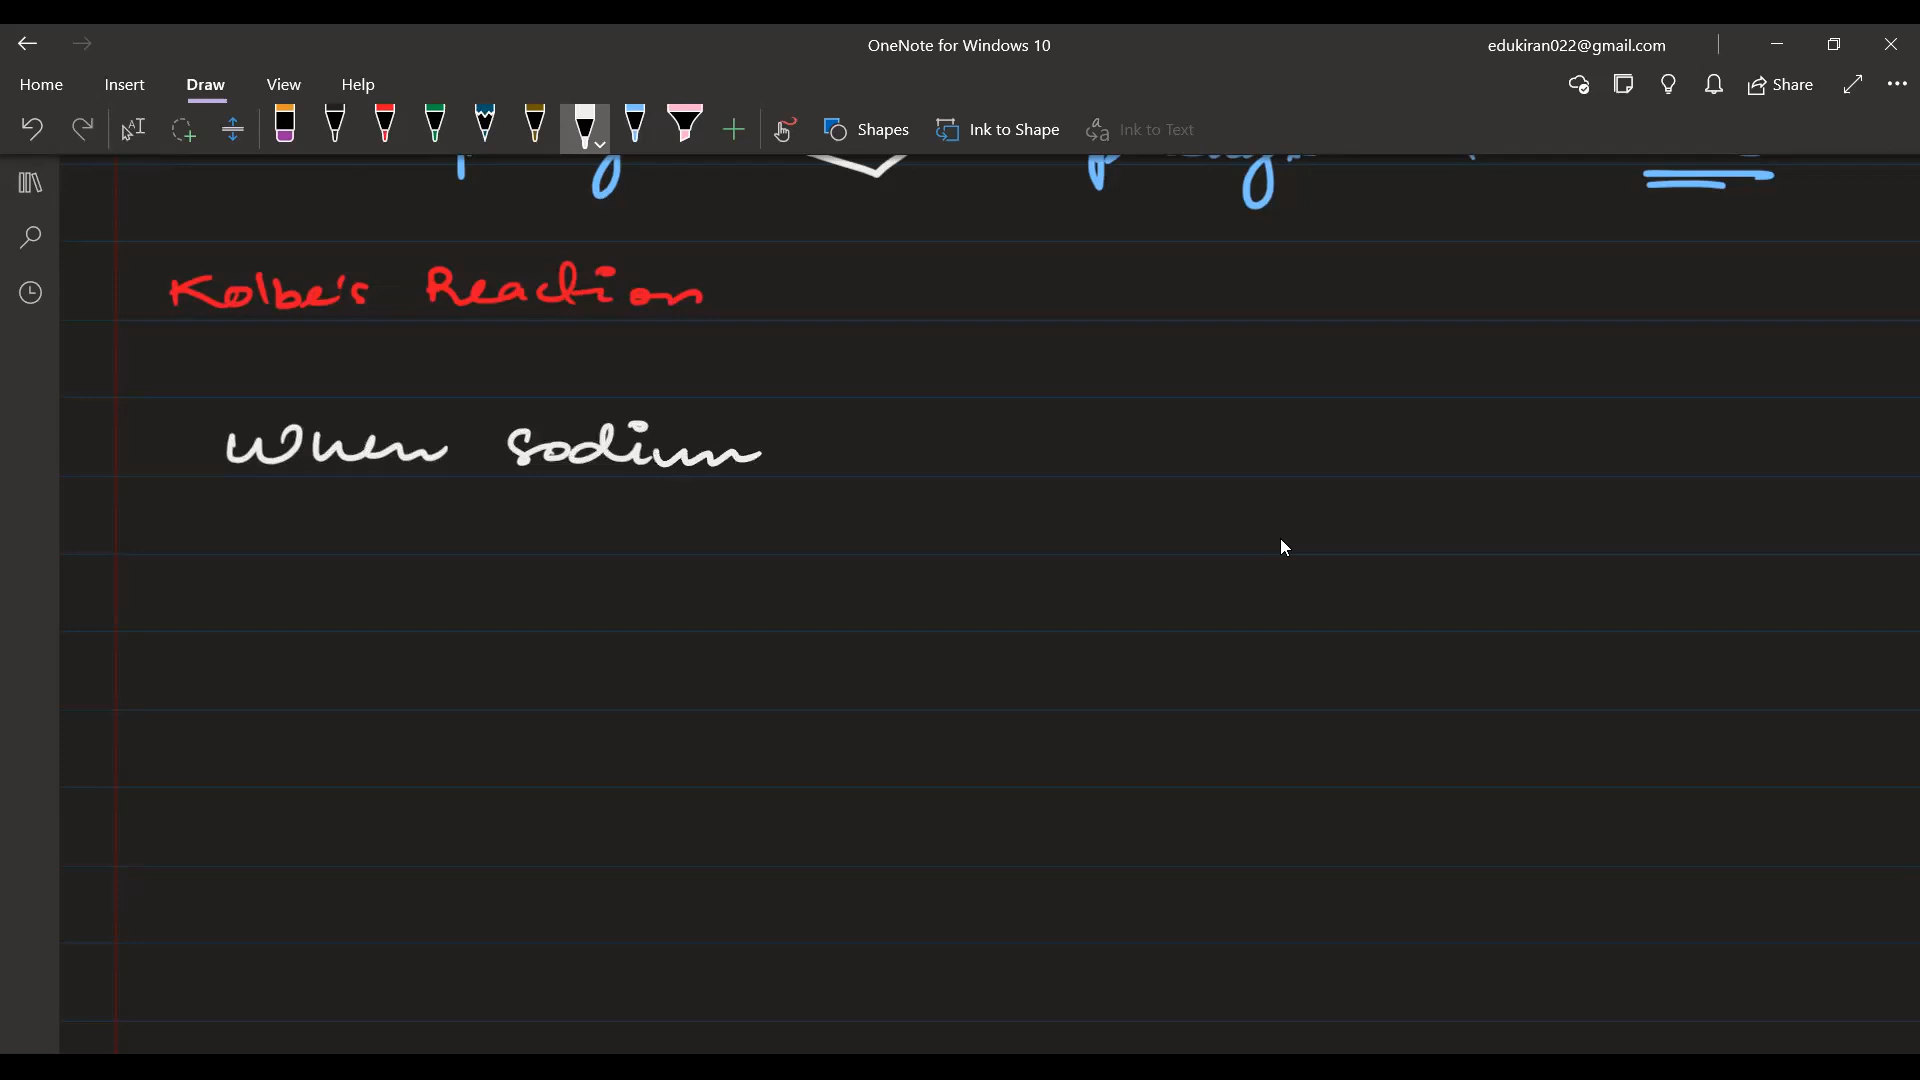 OneNote for Windows 10
edukiran022@gmail.com
Home Insert Draw View Help
Share
Shapes Ink to Shape Ink to Text
Kolbe's Reaction
When sodium